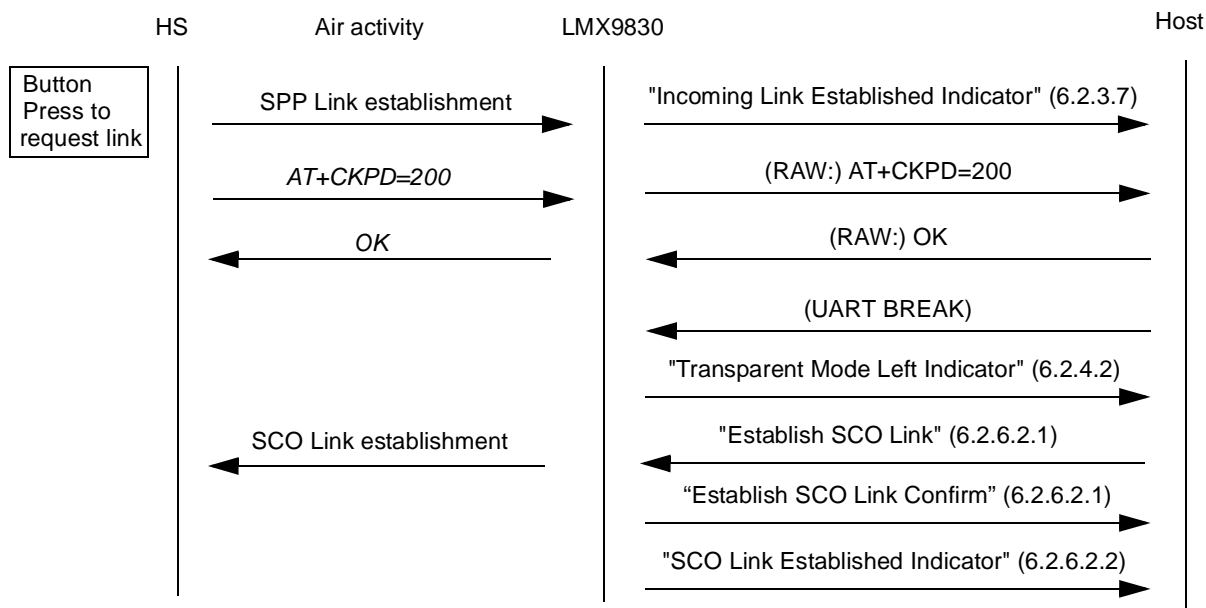 HS
Air activity
LMX9830
Host
Button
Press to
request link
SPP Link establishment
"Incoming Link Established Indicator" (6.2.3.7)
AT+CKPD=200
(RAW:) AT+CKPD=200
OK
(RAW:) OK
(UART BREAK)
"Transparent Mode Left Indicator" (6.2.4.2)
SCO Link establishment
"Establish SCO Link" (6.2.6.2.1)
“Establish SCO Link Confirm” (6.2.6.2.1)
"SCO Link Established Indicator" (6.2.6.2.2)